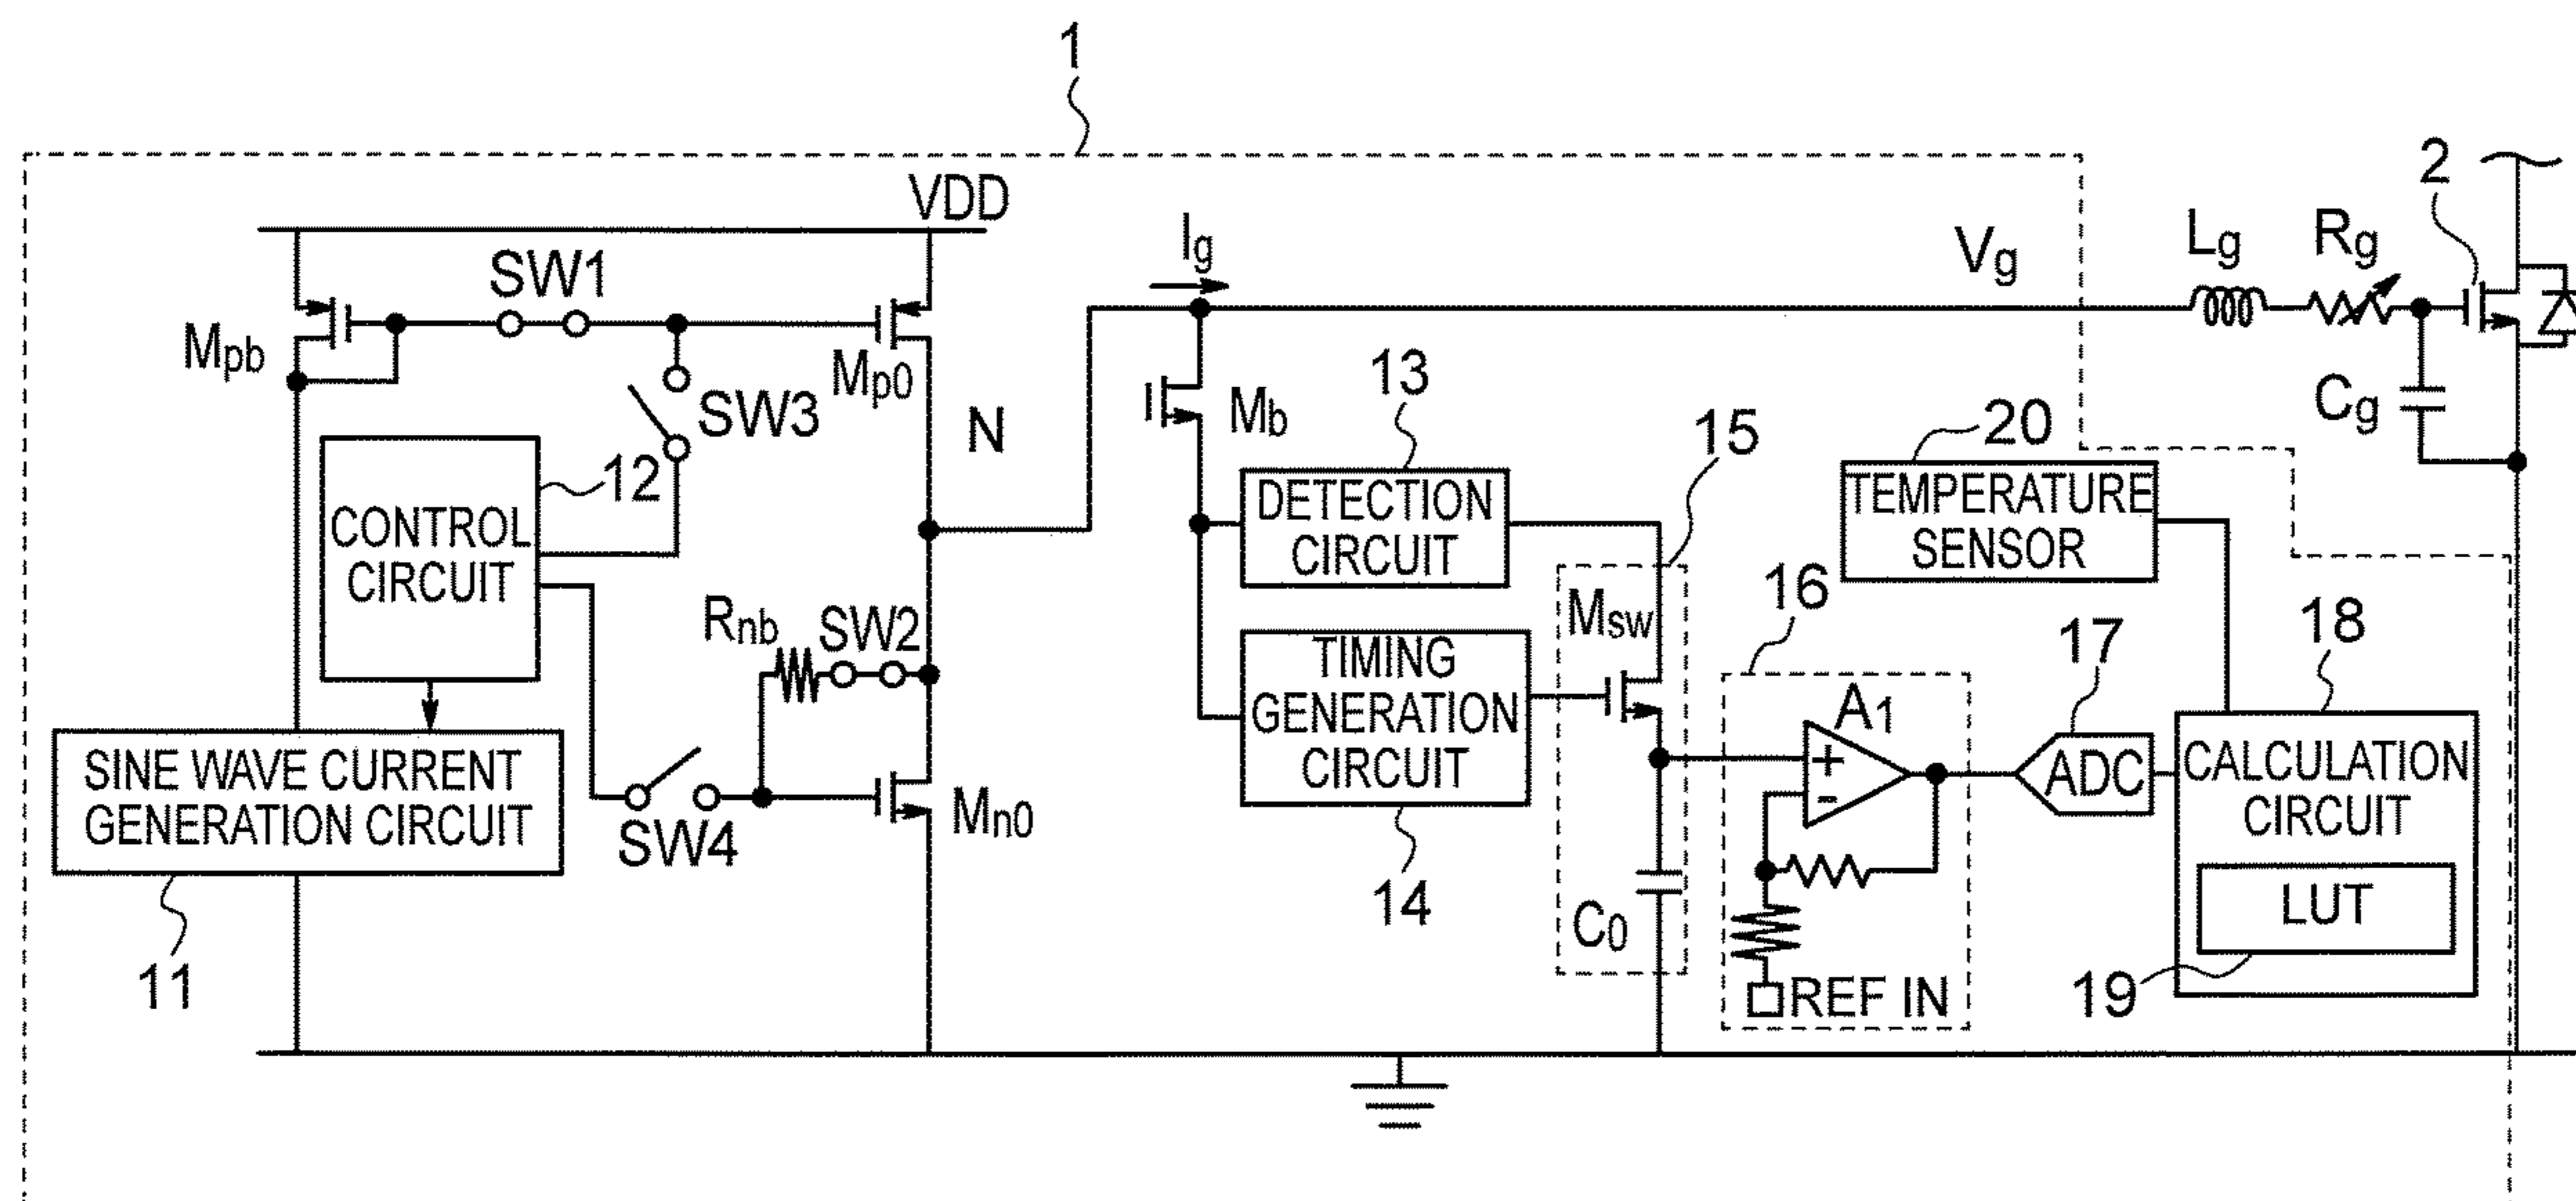 1
2
VDD
Ig
Vg
Lg
Rg
SW1
Mpb
Mp0
SW3
N
Mb
13
15
20
Cg
12
CONTROL
CIRCUIT
DETECTION
CIRCUIT
TEMPERATURE
SENSOR
16
Rnb
SW2
Msw
17
18
TIMING
GENERATION
CIRCUIT
A1
SINE WAVE CURRENT
GENERATION CIRCUIT
SW4
Mn0
ADC
CALCULATION
CIRCUIT
+
-
14
C0
LUT
11
REF IN
19